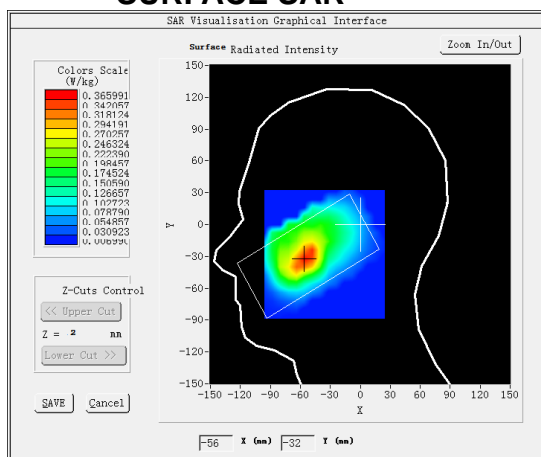 SURFACE SAR
SAR Visualisation Graphical Interface
Surface Radiated Intensity
Zoom In/Out
Colors Scale
(W/kg)
0.365991
0.342057
0.318124
0.294191
0.270257
0.246324
0.222390
0.198457
0.174524
0.150590
0.126657
0.102723
0.078790
0.054857
0.030923
0.006990
150
120
90
60
30
0
-30
-60
-90
-120
-150
Y
-150 -120 -90 -60 -30 0 30 60 90 120 150
X
Z-Cuts Control
<< Upper Cut
Z = 2 mm
Lower Cut >>
SAVE Cancel
-56 X (mm) -32 Y (mm)